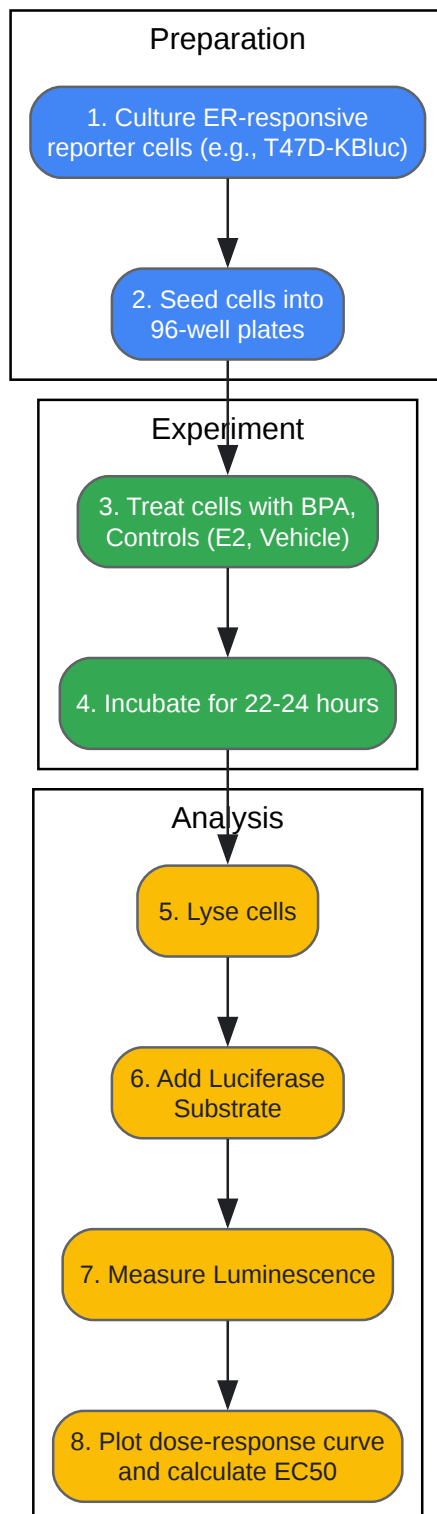 Preparation
1. Culture ER-responsive
reporter cells (e.g., T47D-KBluc)
2. Seed cells into
96-well plates
Experiment
3. Treat cells with BPA,
Controls (E2, Vehicle)
4. Incubate for 22-24 hours
Analysis
5. Lyse cells
6. Add Luciferase
Substrate
7. Measure Luminescence
8. Plot dose-response curve
and calculate EC50